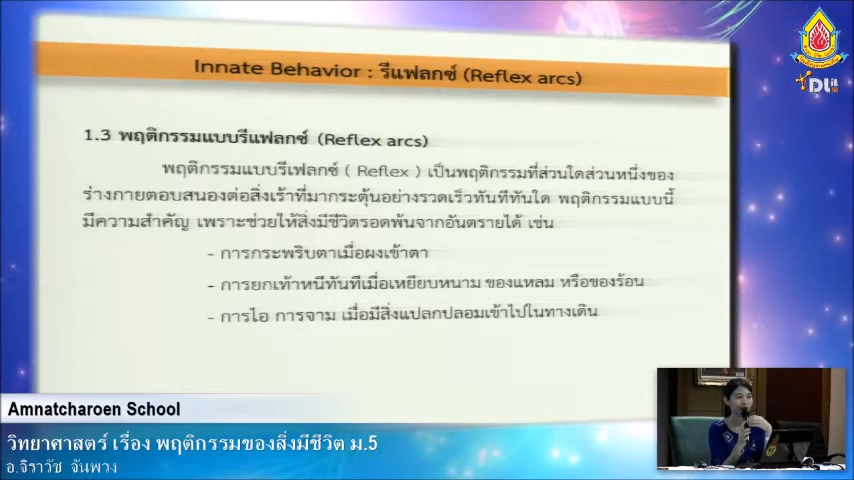 Innate Behavior : รีแฟลกซ์ (Reflex arcs)
1.3 พฤติกรรมแบบรีแฟลกซ์ (Reflex arcs)
พฤติกรรมแบบรีเฟลกซ์ ( Reflex ) เป็นพฤติกรรมที่ส่วนใดส่วนหนึ่งของ
ร่างกายตอบสนองต่อสิ่งเร้าที่มากระตุ้นอย่างรวดเร็วทันทีทันใด พฤติกรรมแบบนี้
มีความสำคัญ เพราะช่วยให้สิ่งมีชีวิตรอดพ้นจากอันตรายได้ เช่น
- การกระพริบตาเมื่อผงเข้าตา
- การยกเท้าหนีทันทีเมื่อเหยียบหนาม ของแหลม หรือของร้อน
- การไอ การจาม เมื่อมีสิ่งแปลกปลอมเข้าไปในทางเดิน
DLit
Amnatcharoen School
วิทยาศาสตร์ เรื่อง พฤติกรรมของสิ่งมีชีวิต ม.5
อ.จิราวัช จันพวง